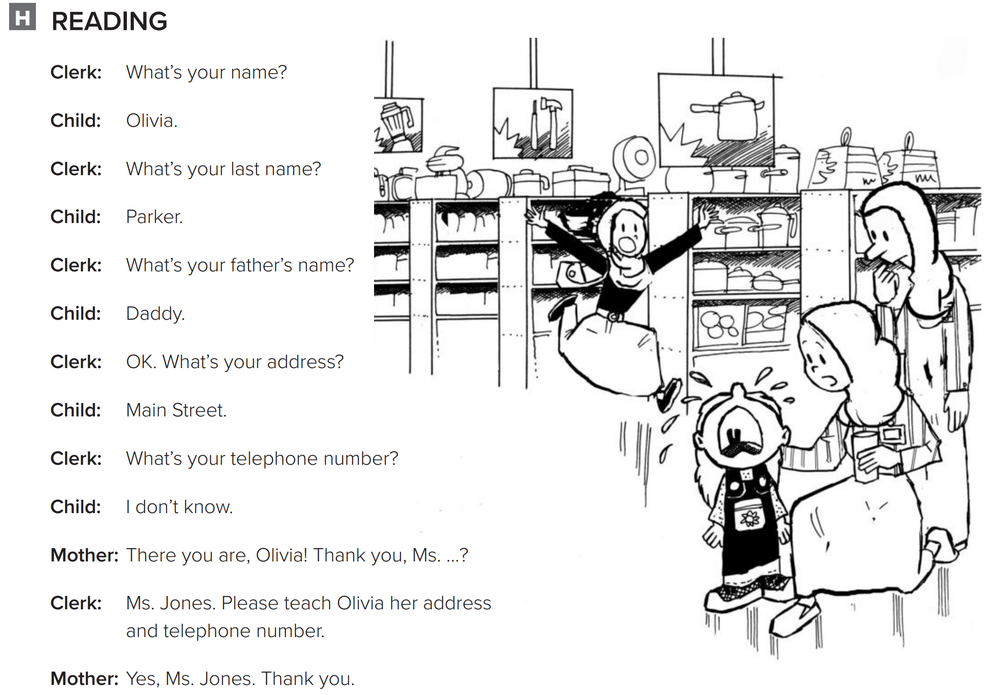 H READING
Clerk: What's your name?
Child: Olivia.
Clerk: What's your last name?
Child: Parker.
Clerk: What's your father's name?
Child: Daddy.
Clerk: OK. What's your address?
Child: Main Street.
Clerk: What's your telephone number?
Child: I don't know.
Mother: There you are, Olivia! Thank you, Ms. ...?
Clerk: Ms. Jones. Please teach Olivia her address
and telephone number.
Mother: Yes, Ms. Jones. Thank you.